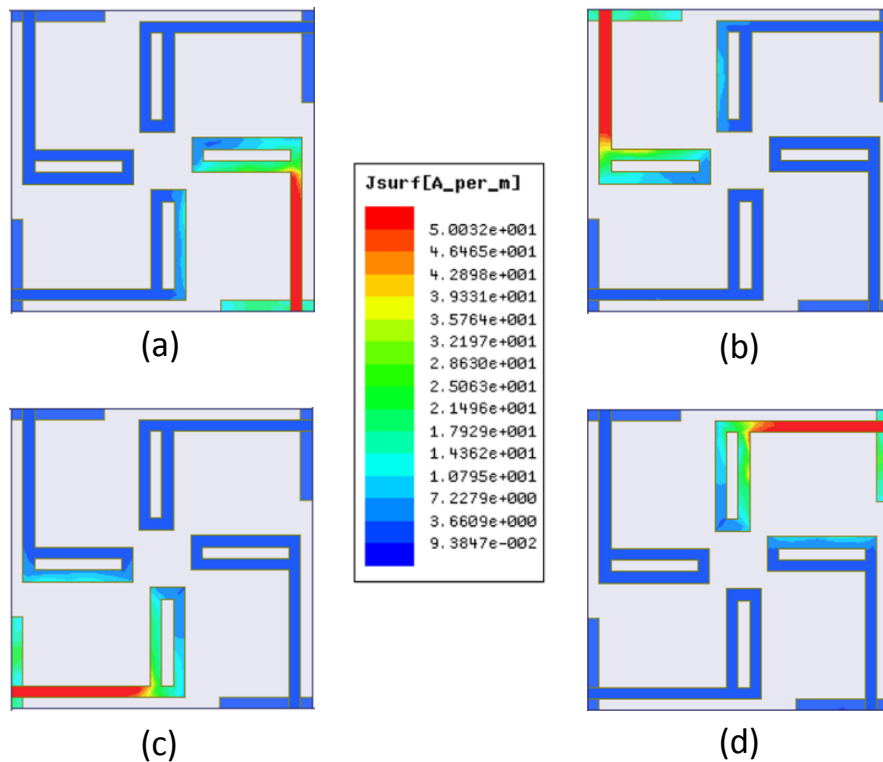 (a)
(b)
Jsurf[A_per_m]
5.0032e+001
4.6465e+001
4.2898e+001
3.9331e+001
3.5764e+001
3.2197e+001
2.8630e+001
2.5063e+001
2.1496e+001
1.7929e+001
1.4362e+001
1.0795e+001
7.2279e+000
3.6609e+000
9.3847e-002
(c)
(d)